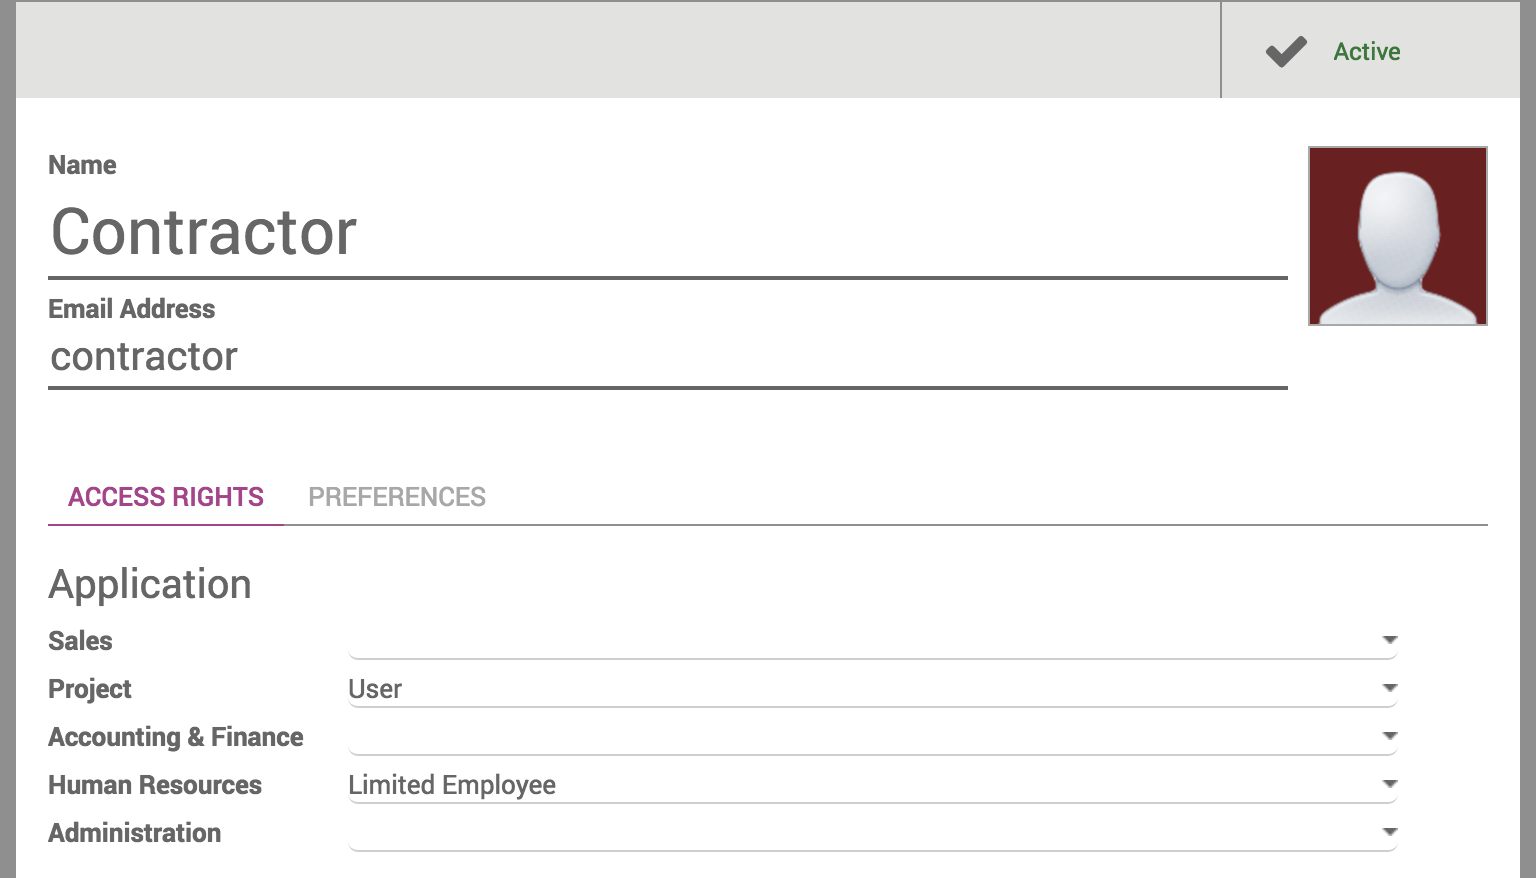 Active
Name
Contractor
Email Address
contractor
ACCESS RIGHTS PREFERENCES
Application
Sales
Project User
Accounting & Finance
Human Resources Limited Employee
Administration